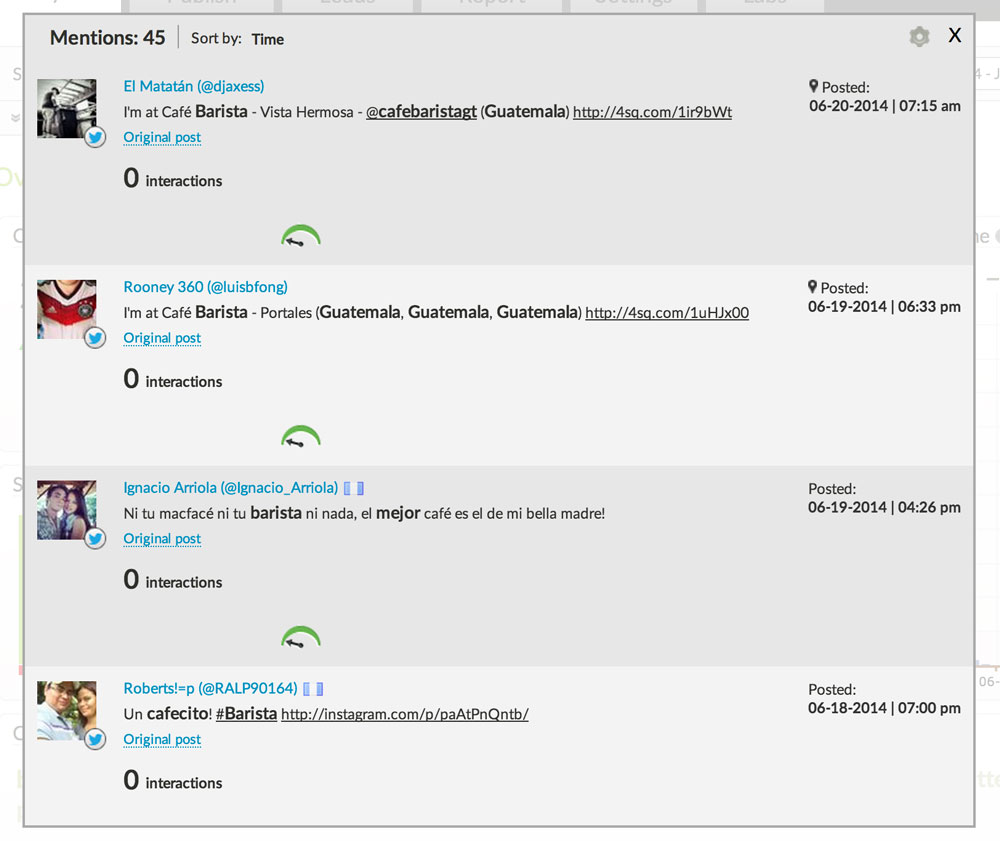 Publish Leads Report Settings Labs
Mentions: 45 Sort by: Time X
El Matatán (@djaxess)
Posted:
I'm at Café Barista - Vista Hermosa - @cafebaristagt (Guatemala) http://4sq.com/1ir9bWt
06-20-2014 | 07:15 am
Original post
0 interactions
Rooney 360 (@luisbfong)
Posted:
I'm at Café Barista - Portales (Guatemala, Guatemala, Guatemala) http://4sq.com/1uHJx00
06-19-2014 | 06:33 pm
Original post
0 interactions
Ignacio Arriola (@Ignacio_Arriola)
Posted:
Ni tu macfacé ni tu barista ni nada, el mejor café es el de mi bella madre!
06-19-2014 | 04:26 pm
Original post
0 interactions
Roberts!=p (@RALP90164)
Posted:
Un cafecito! #Barista http://instagram.com/p/paAtPnQntb/
06-18-2014 | 07:00 pm
Original post
0 interactions